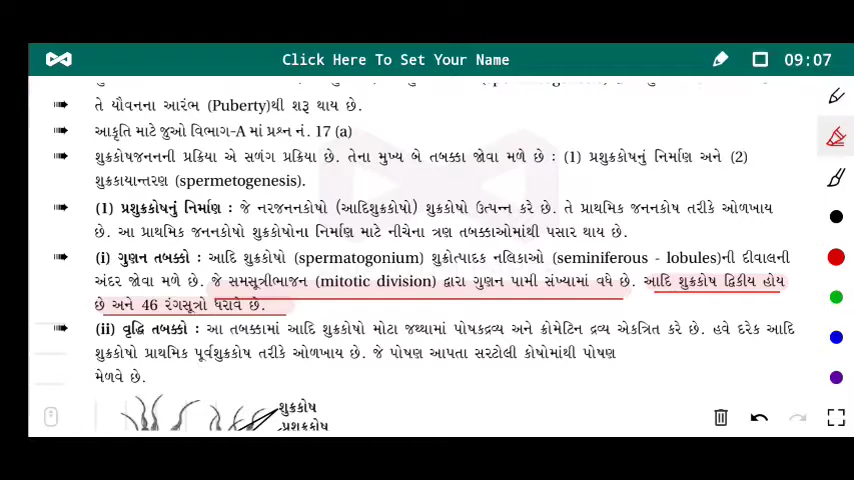 Click Here To Set Your Name
09:07
તે યૌવનના આરંભ (Puberty)થી શરૂ થાય છે.
આકૃતિ માટે જુઓ વિભાગ-A માં પ્રશ્ન નં. 17 (a)
શુક્રકોષજનનની પ્રક્રિયા એ સળંગ પ્રક્રિયા છે. તેના મુખ્ય બે તબક્કા જોવા મળે છે : (1) પ્રશુક્રકોષનું નિર્માણ અને (2)
શુક્રકાયાન્તરણ (spermetogenesis).
(1) પ્રશુક્રકોષનું નિર્માણ : જે નરજનનકોષો (આદિશુક્રકોષો) શુક્રકોષો ઉત્પન્ન કરે છે. તે પ્રાથમિક જનનકોષ તરીકે ઓળખાય
છે. આ પ્રાથમિક જનનકોષો શુક્રકોષોના નિર્માણ માટે નીચેના ત્રણ તબક્કાઓમાંથી પસાર થાય છે.
(i) ગુણન તબક્કો : આદિ શુક્રકોષો (spermatogonium) શુક્રોત્પાદક નલિકાઓ (seminiferous - lobules)ની દીવાલની
અંદર જોવા મળે છે. જે સમસૂત્રીભાજન (mitotic division) દ્વારા ગુણન પામી સંખ્યામાં વધે છે. આદિ શુક્રકોષ દ્વિકીય હોય
છે અને 46 રંગસૂત્રો ધરાવે છે.
(ii) વૃદ્ધિ તબક્કો : આ તબક્કામાં આદિ શુક્રકોષો મોટા જથ્થામાં પોષકદ્રવ્ય અને ક્રોમેટિન દ્રવ્ય એકત્રિત કરે છે. હવે દરેક આદિ
શુક્રકોષો પ્રાથમિક પૂર્વશુક્રકોષ તરીકે ઓળખાય છે. જે પોષણ આપતા સરટોલી કોષોમાંથી પોષણ
મેળવે છે.
શુક્રકોષ
પ્રશુક્રકોષ